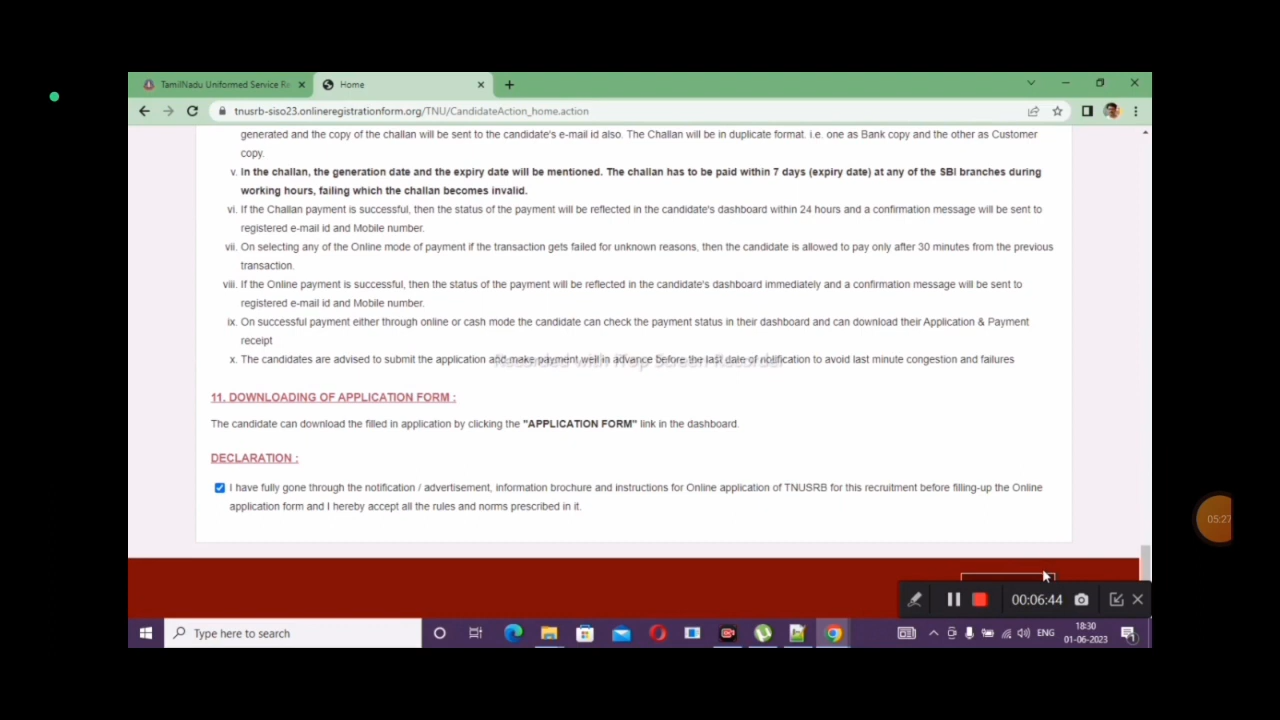 TamilNadu Uniformed Service Re
Home
tnusrb-siso23.onlineregistrationform.org/TNU/CandidateAction_home.action
generated and the copy of the challan will be sent to the candidate's e-mail id also. The Challan will be in duplicate format. i.e. one as Bank copy and the other as Customer
copy.
v. In the challan, the generation date and the expiry date will be mentioned. The challan has to be paid within 7 days (expiry date) at any of the SBI branches during
working hours, failing which the challan becomes invalid.
vi. If the Challan payment is successful, then the status of the payment will be reflected in the candidate's dashboard within 24 hours and a confirmation message will be sent to
registered e-mail id and Mobile number.
vii. On selecting any of the Online mode of payment if the transaction gets failed for unknown reasons, then the candidate is allowed to pay only after 30 minutes from the previous
transaction.
viii. If the Online payment is successful, then the status of the payment will be reflected in the candidate's dashboard immediately and a confirmation message will be sent to
registered e-mail id and Mobile number.
ix. On successful payment either through online or cash mode the candidate can check the payment status in their dashboard and can download their Application & Payment
receipt
x. The candidates are advised to submit the application and make payment well in advance before the last date of notification to avoid last minute congestion and failures
Recorded with iTop Screen Recorder
11. DOWNLOADING OF APPLICATION FORM :
The candidate can download the filled in application by clicking the "APPLICATION FORM" link in the dashboard.
DECLARATION :
I have fully gone through the notification / advertisement, information brochure and instructions for Online application of TNUSRB for this recruitment before filling-up the Online
application form and I hereby accept all the rules and norms prescribed in it.
05:27
00:06:44
Type here to search
ENG
18:30
01-06-2023
1